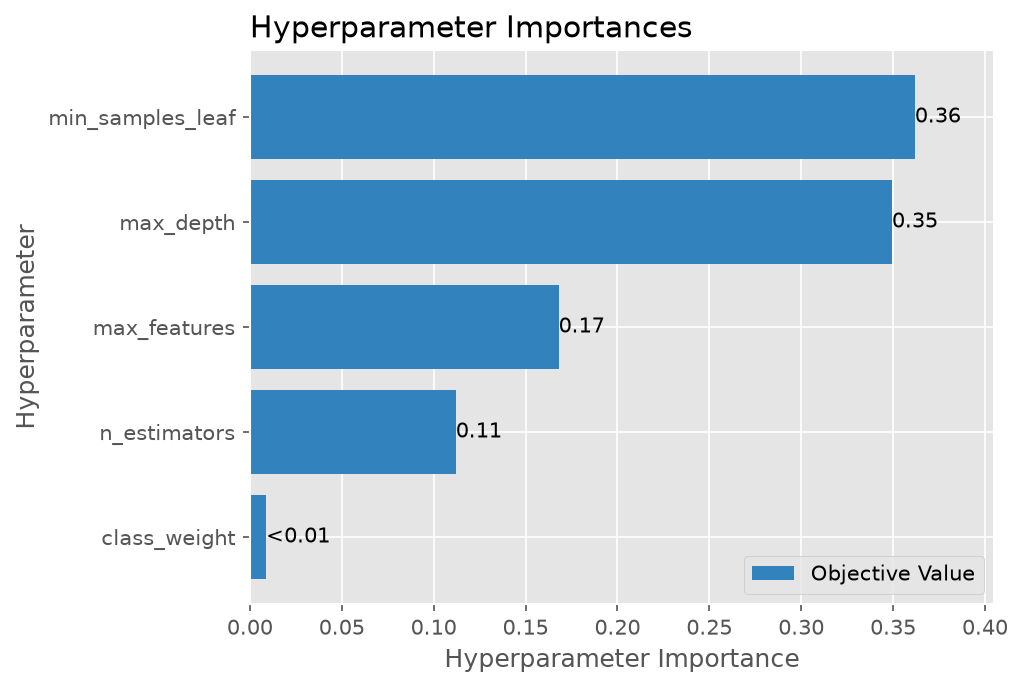 Hyperparameter Importances
min_samples_leaf
0.36
max_depth
0.35
max_features
0.17
n_estimators
0.11
class_weight
<0.01
Hyperparameter
Objective Value
0.00 0.05 0.10 0.15 0.20 0.25 0.30 0.35 0.40
Hyperparameter Importance